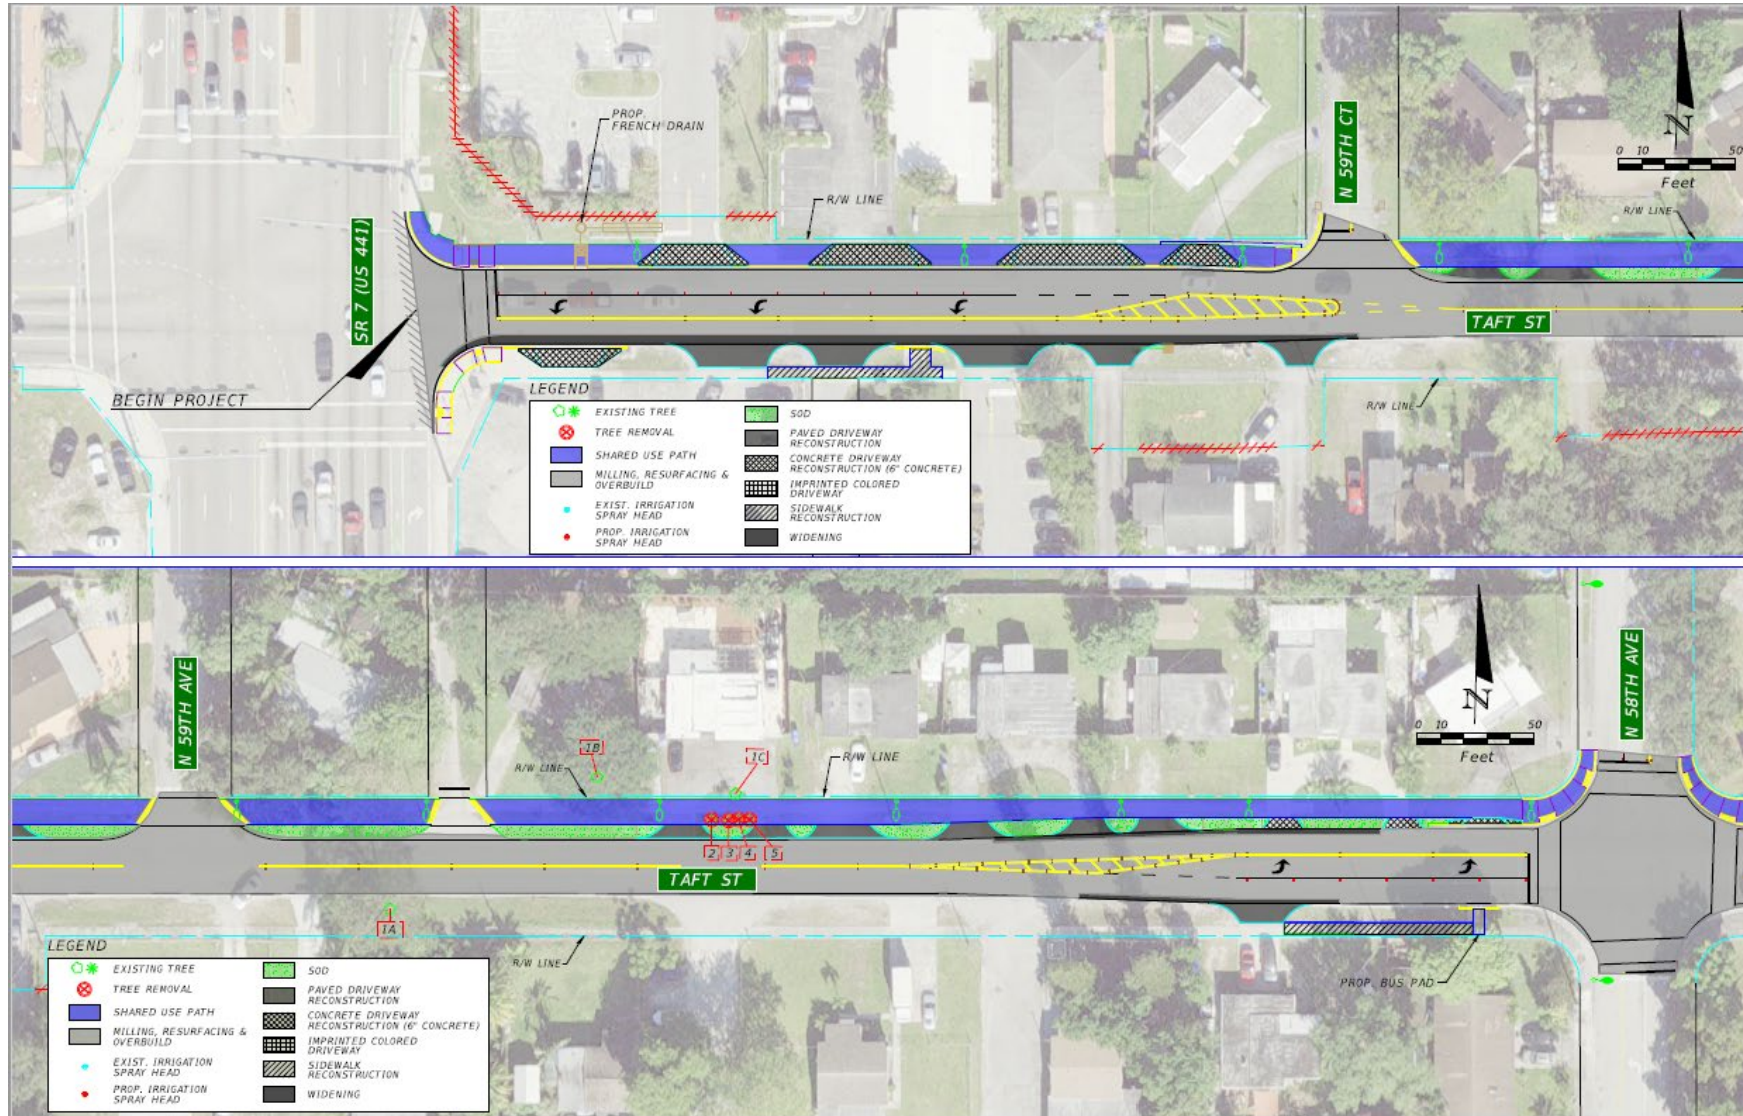 PROP.
FRENCH DRAIN
R/W LINE
N 59TH CT
N
0 10 50
Feet
R/W LINE
SR 7 (US 441)
TAFT ST
BEGIN PROJECT
R/W LINE
LEGEND
EXISTING TREE
TREE REMOVAL
SHARED USE PATH
MILLING, RESURFACING &
OVERBUILD
EXIST. IRRIGATION
SPRAY HEAD
PROP. IRRIGATION
SPRAY HEAD
SOD
PAVED DRIVEWAY
RECONSTRUCTION
CONCRETE DRIVEWAY
RECONSTRUCTION (6" CONCRETE)
IMPRINTED COLORED
DRIVEWAY
SIDEWALK
RECONSTRUCTION
WIDENING
N 59TH AVE
N 58TH AVE
N
0 10 50
Feet
1B
1C
R/W LINE
R/W LINE
2 3 4 5
TAFT ST
1A
R/W LINE
PROP. BUS PAD
LEGEND
EXISTING TREE
TREE REMOVAL
SHARED USE PATH
MILLING, RESURFACING &
OVERBUILD
EXIST. IRRIGATION
SPRAY HEAD
PROP. IRRIGATION
SPRAY HEAD
SOD
PAVED DRIVEWAY
RECONSTRUCTION
CONCRETE DRIVEWAY
RECONSTRUCTION (6" CONCRETE)
IMPRINTED COLORED
DRIVEWAY
SIDEWALK
RECONSTRUCTION
WIDENING